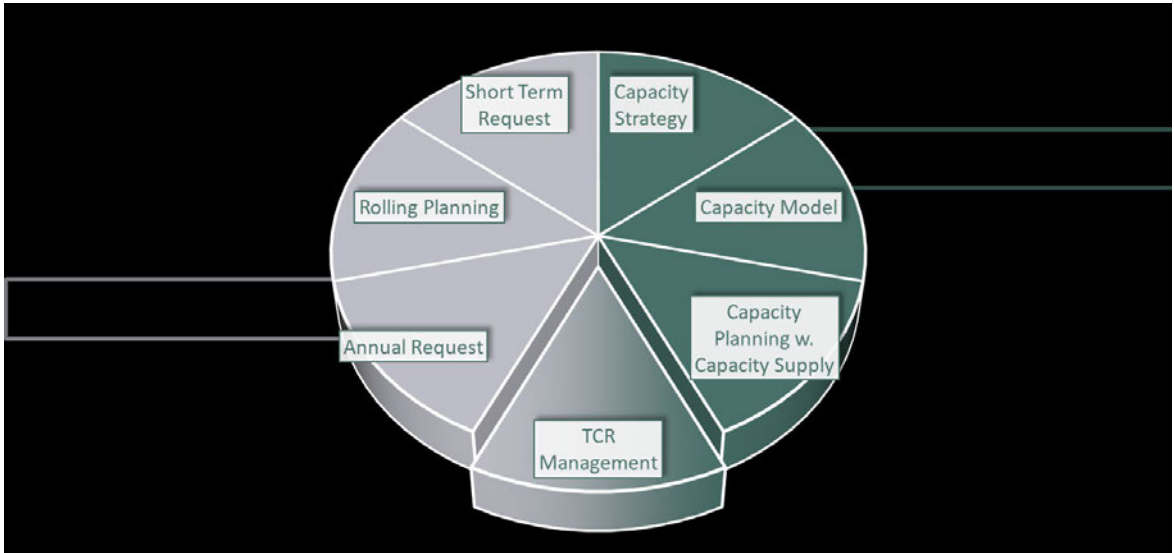 Short Term
Request
Capacity
Strategy
Rolling Planning
Capacity Model
Annual Request
Capacity
Planning w.
Capacity Supply
TCR
Management